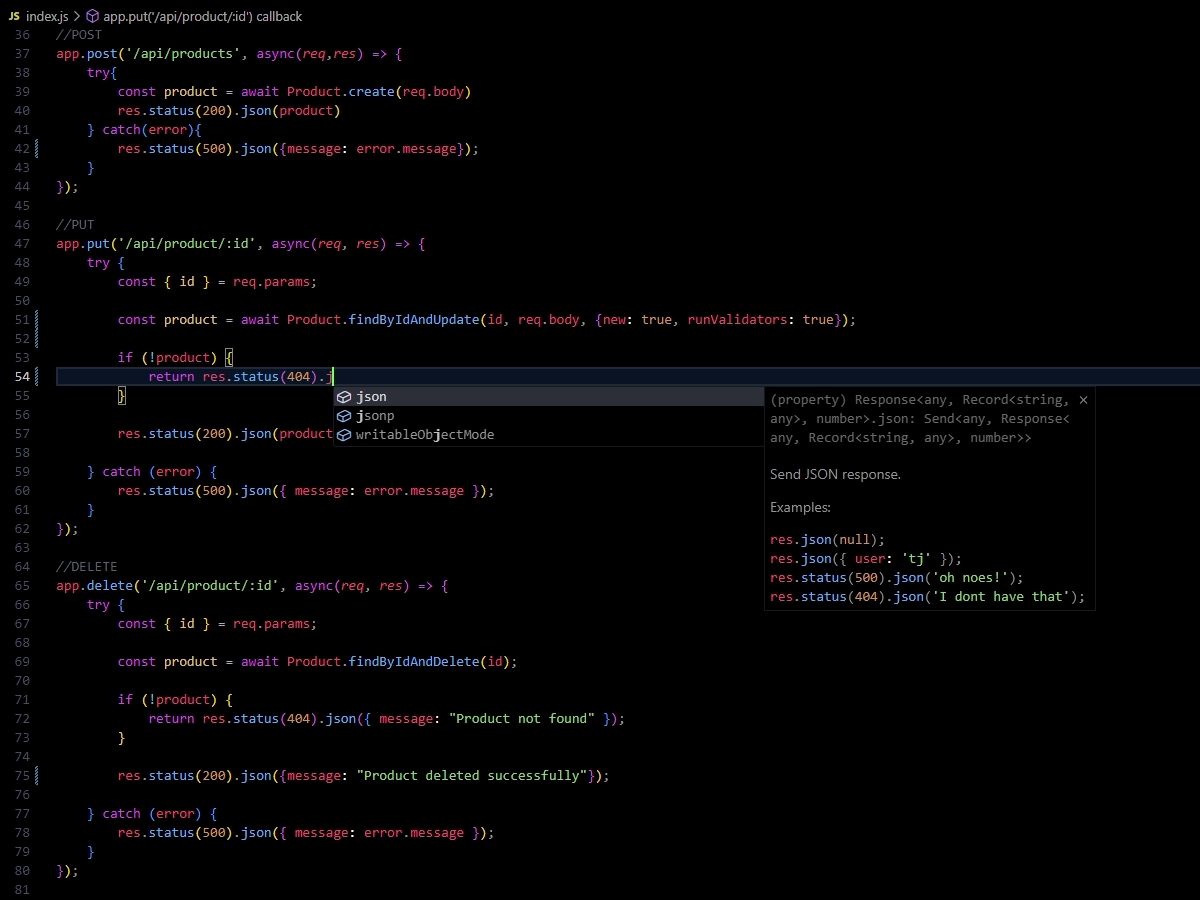 JS index.js > app.put('/api/product/:id') callback
36 //POST
37 app.post('/api/products', async(req,res) => {
38 try{
39 const product = await Product.create(req.body)
40 res.status(200).json(product)
41 } catch(error){
42 res.status(500).json({message: error.message});
43 }
44 });
45
46 //PUT
47 app.put('/api/product/:id', async(req, res) => {
48 try {
49 const { id } = req.params;
50
51 const product = await Product.findByIdAndUpdate(id, req.body, {new: true, runValidators: true});
52
53 if (!product) {
54 return res.status(404).j
55 }
56
57 res.status(200).json(product
58
59 } catch (error) {
60 res.status(500).json({ message: error.message });
61 }
62 });
63
64 //DELETE
65 app.delete('/api/product/:id', async(req, res) => {
66 try {
67 const { id } = req.params;
68
69 const product = await Product.findByIdAndDelete(id);
70
71 if (!product) {
72 return res.status(404).json({ message: "Product not found" });
73 }
74
75 res.status(200).json({message: "Product deleted successfully"});
76
77 } catch (error) {
78 res.status(500).json({ message: error.message });
79 }
80 });
81
json
jsonp
writableObjectMode
(property) Response<any, Record<string,
any>, number>.json: Send<any, Response<
any, Record<string, any>, number>>
Send JSON response.
Examples:
res.json(null);
res.json({ user: 'tj' });
res.status(500).json('oh noes!');
res.status(404).json('I dont have that');